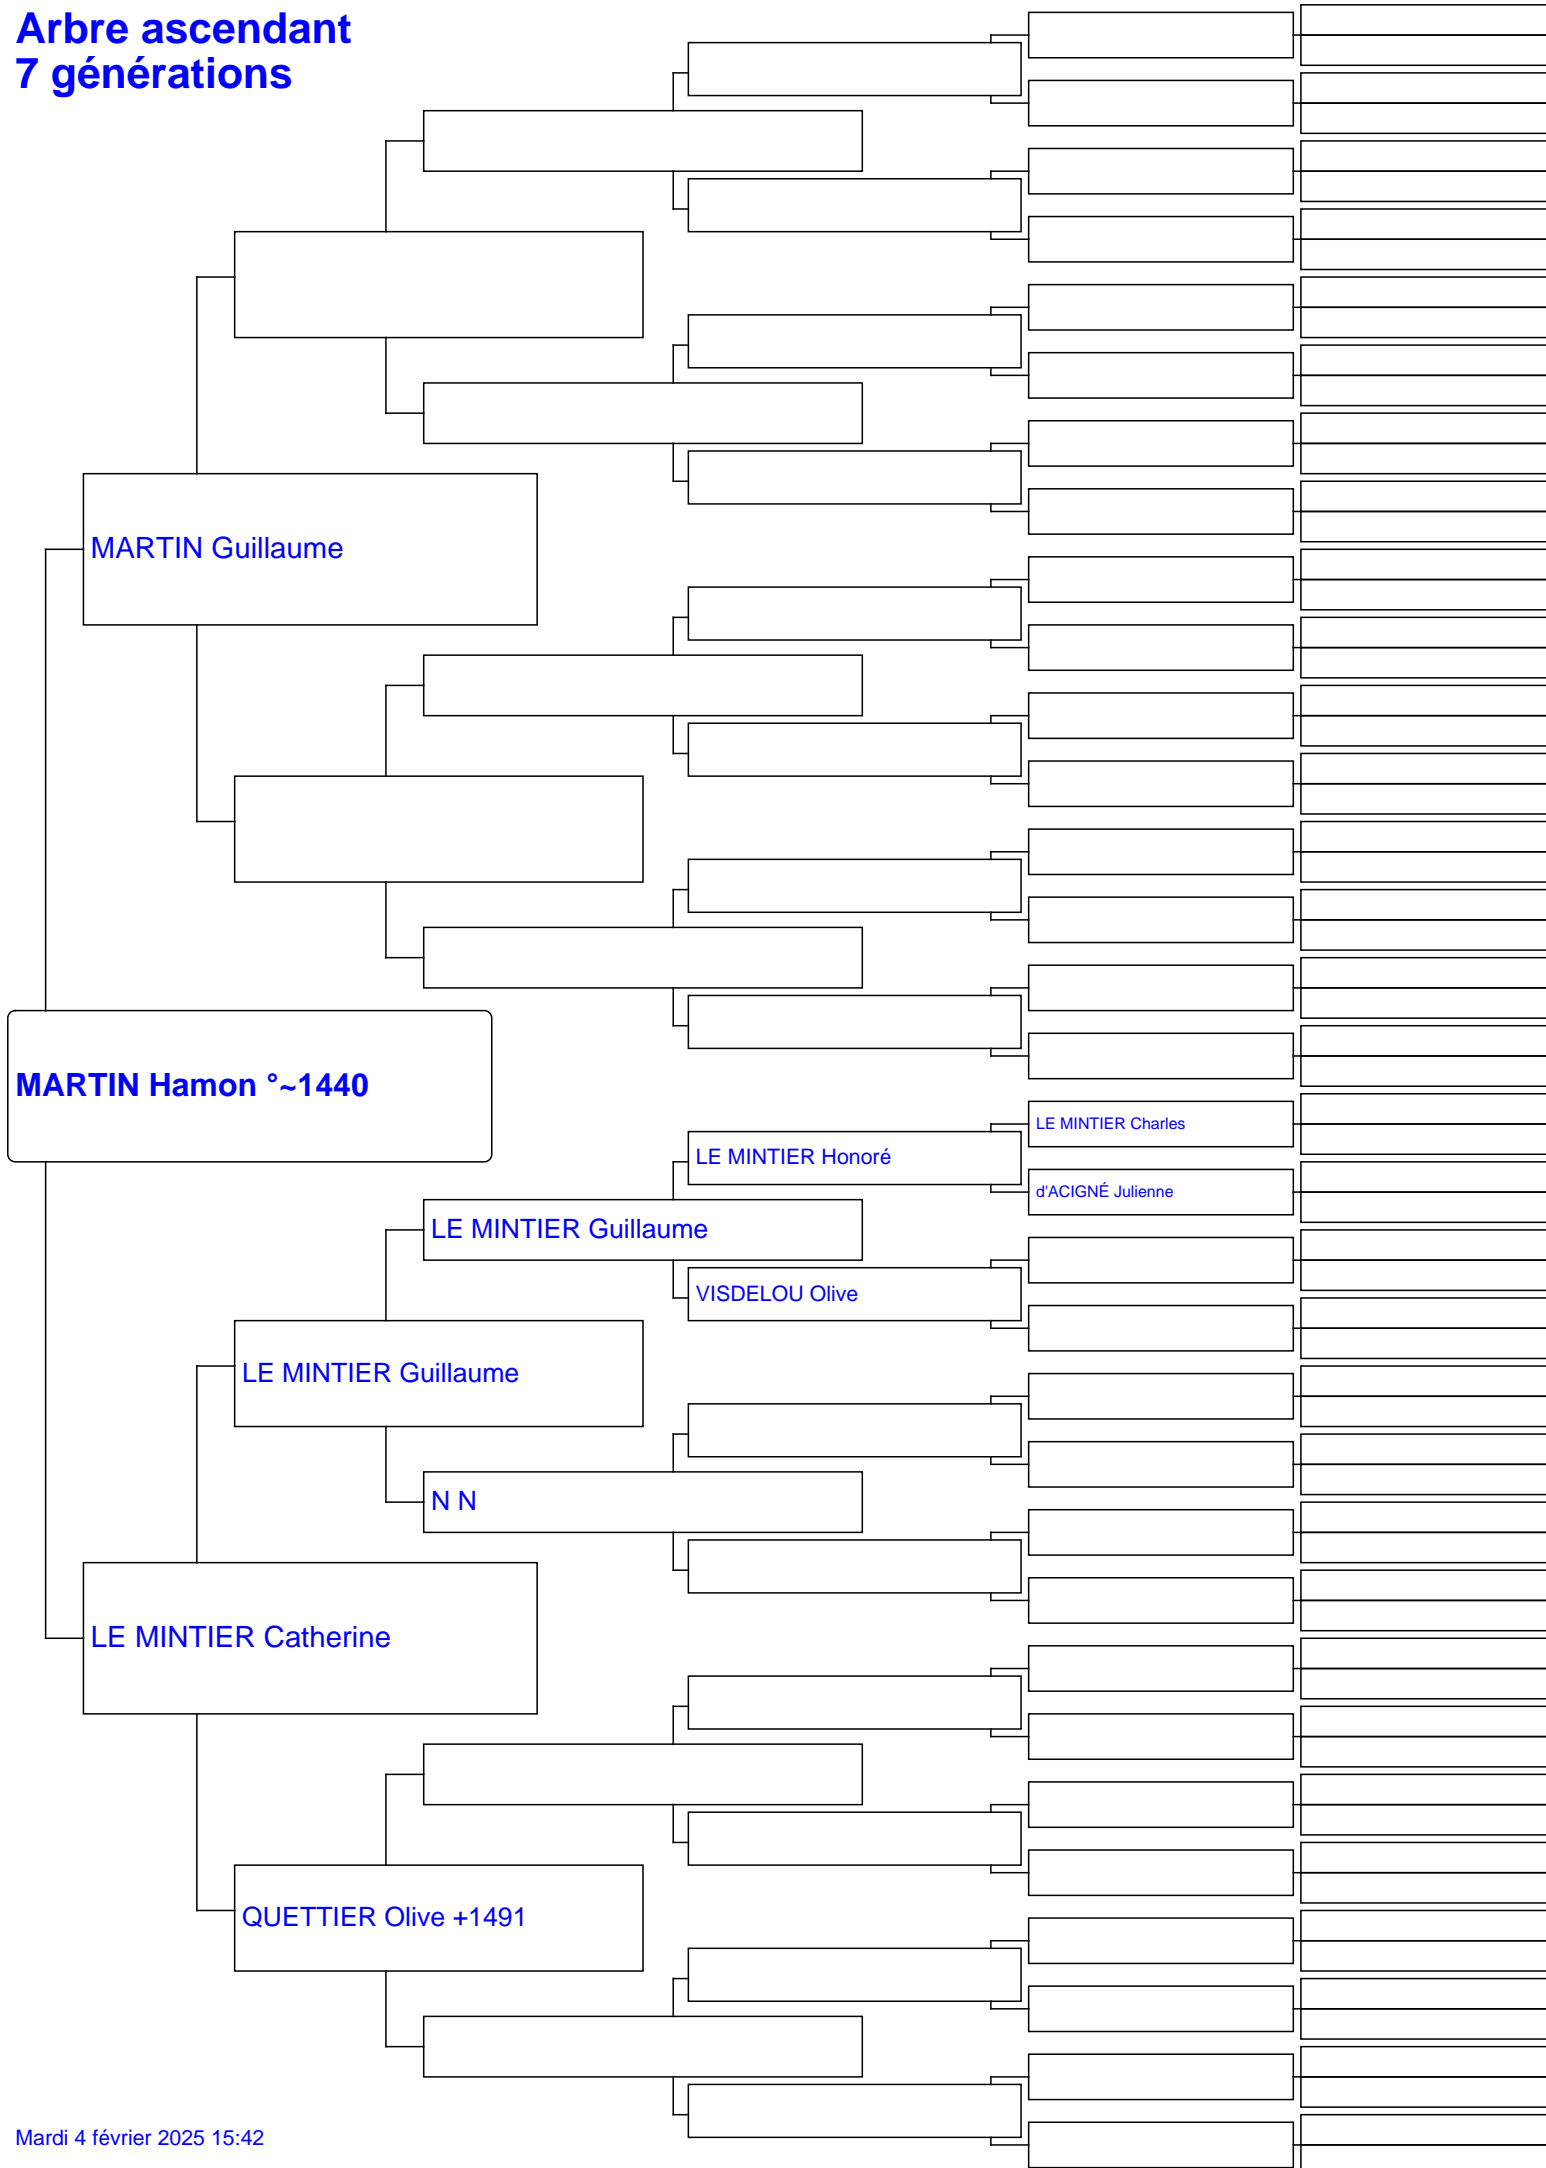 Arbre ascendant
7 générations
MARTIN Guillaume
MARTIN Hamon °~1440
LE MINTIER Charles
LE MINTIER Honoré
d'ACIGNÉ Julienne
LE MINTIER Guillaume
VISDELOU Olive
LE MINTIER Guillaume
N N
LE MINTIER Catherine
QUETTIER Olive +1491
Mardi 4 février 2025 15:42